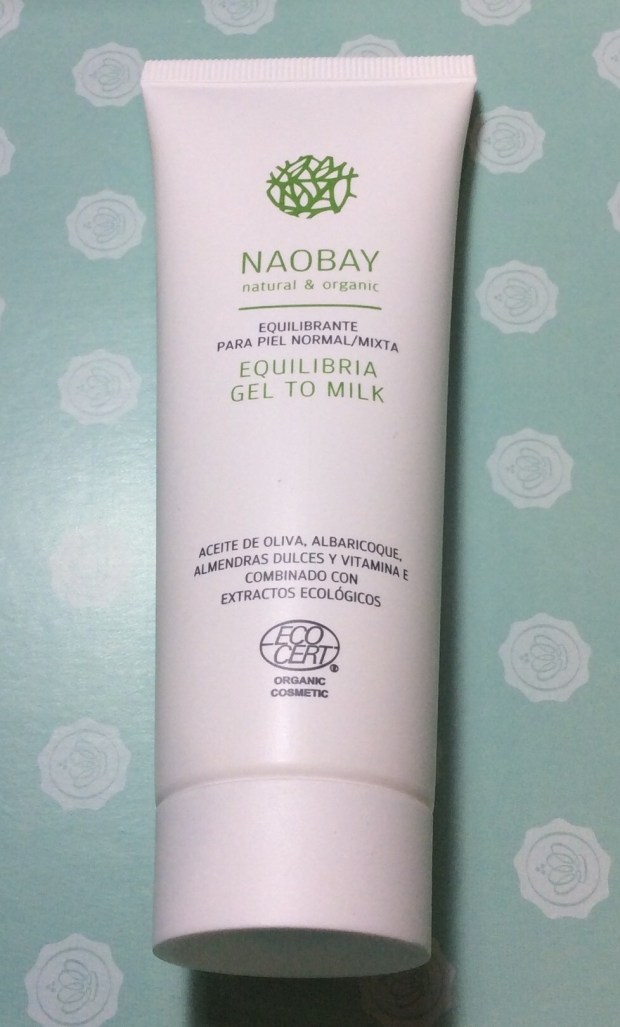 NAOBAY
natural & organic
EQUILIBRANTE
PARA PIEL NORMAL/MIXTA
EQUILIBRIA
GEL TO MILK
ACEITE DE OLIVA, ALBARICOQUE,
ALMENDRAS DULCES Y VITAMINA E
COMBINADO CON
EXTRACTOS ECOLÓGICOS
ECO
CERT®
ORGANIC
COSMETIC